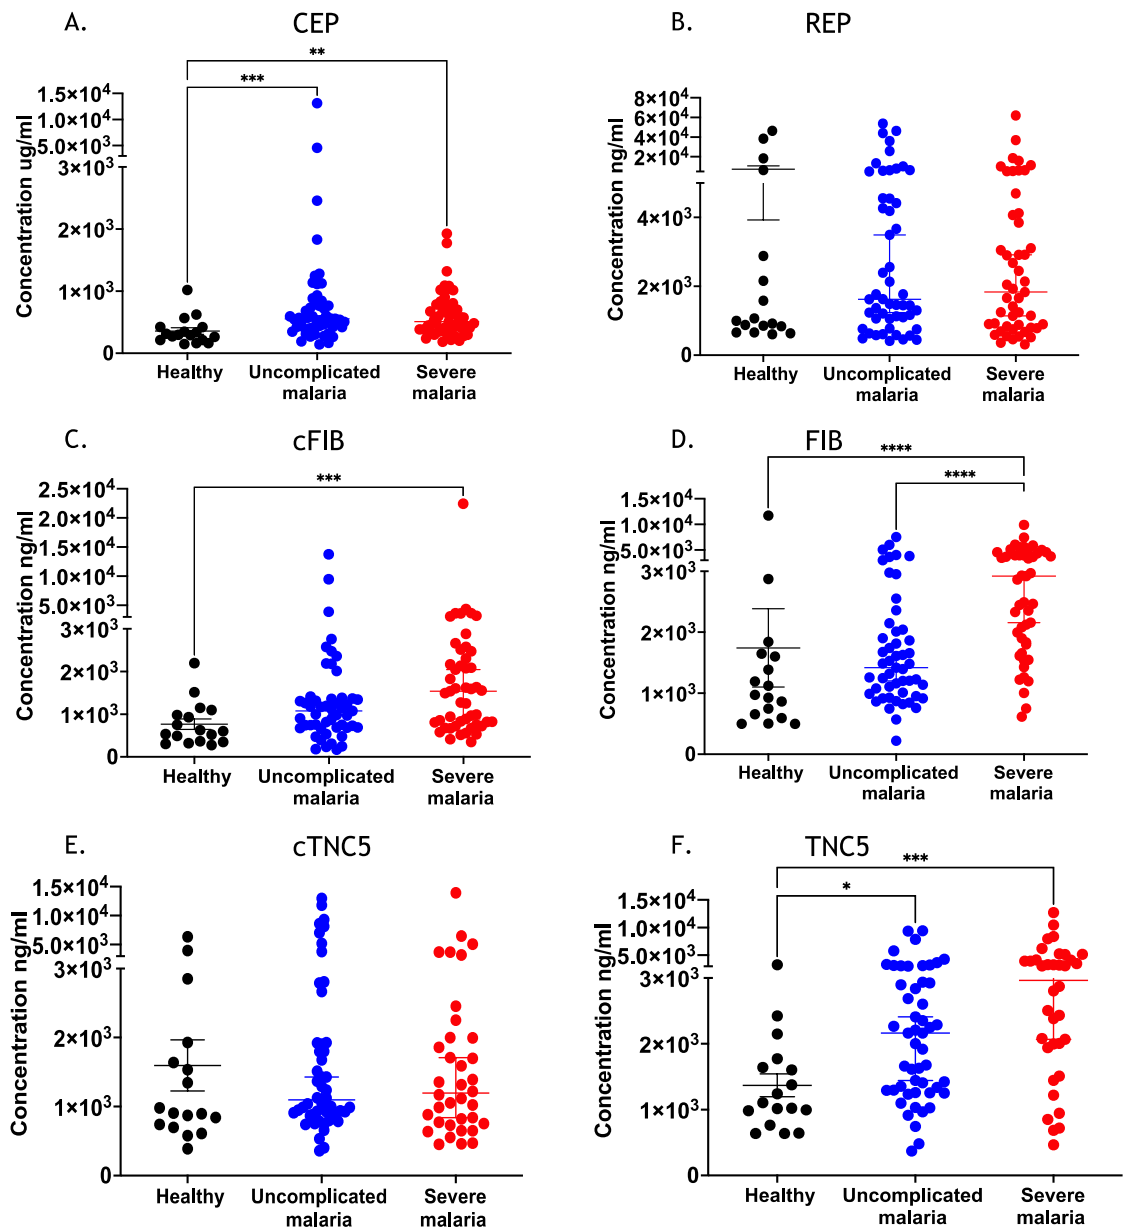 A. CEP
**
***
Concentration ug/ml
1.5×10⁴
1.0×10⁴
5.0×10³
3×10³
2×10³
1×10³
0
Healthy
Uncomplicated
malaria
Severe
malaria
B. REP
Concentration ng/ml
8×10⁴
6×10⁴
4×10⁴
2×10⁴
4×10³
2×10³
0
Healthy
Uncomplicated
malaria
Severe
malaria
C. cFIB
***
Concentration ng/ml
2.5×10⁴
2.0×10⁴
1.5×10⁴
1.0×10⁴
5.0×10³
3×10³
2×10³
1×10³
0
Healthy
Uncomplicated
malaria
Severe
malaria
D. FIB
****
****
Concentration ng/ml
1.5×10⁴
1.0×10⁴
5.0×10³
3×10³
2×10³
1×10³
0
Healthy
Uncomplicated
malaria
Severe
malaria
E. cTNC5
Concentration ng/ml
1.5×10⁴
1.0×10⁴
5.0×10³
3×10³
2×10³
1×10³
0
Healthy
Uncomplicated
malaria
Severe
malaria
F. TNC5
***
*
Concentration ng/ml
1.5×10⁴
1.0×10⁴
5.0×10³
3×10³
2×10³
1×10³
0
Healthy
Uncomplicated
malaria
Severe
malaria